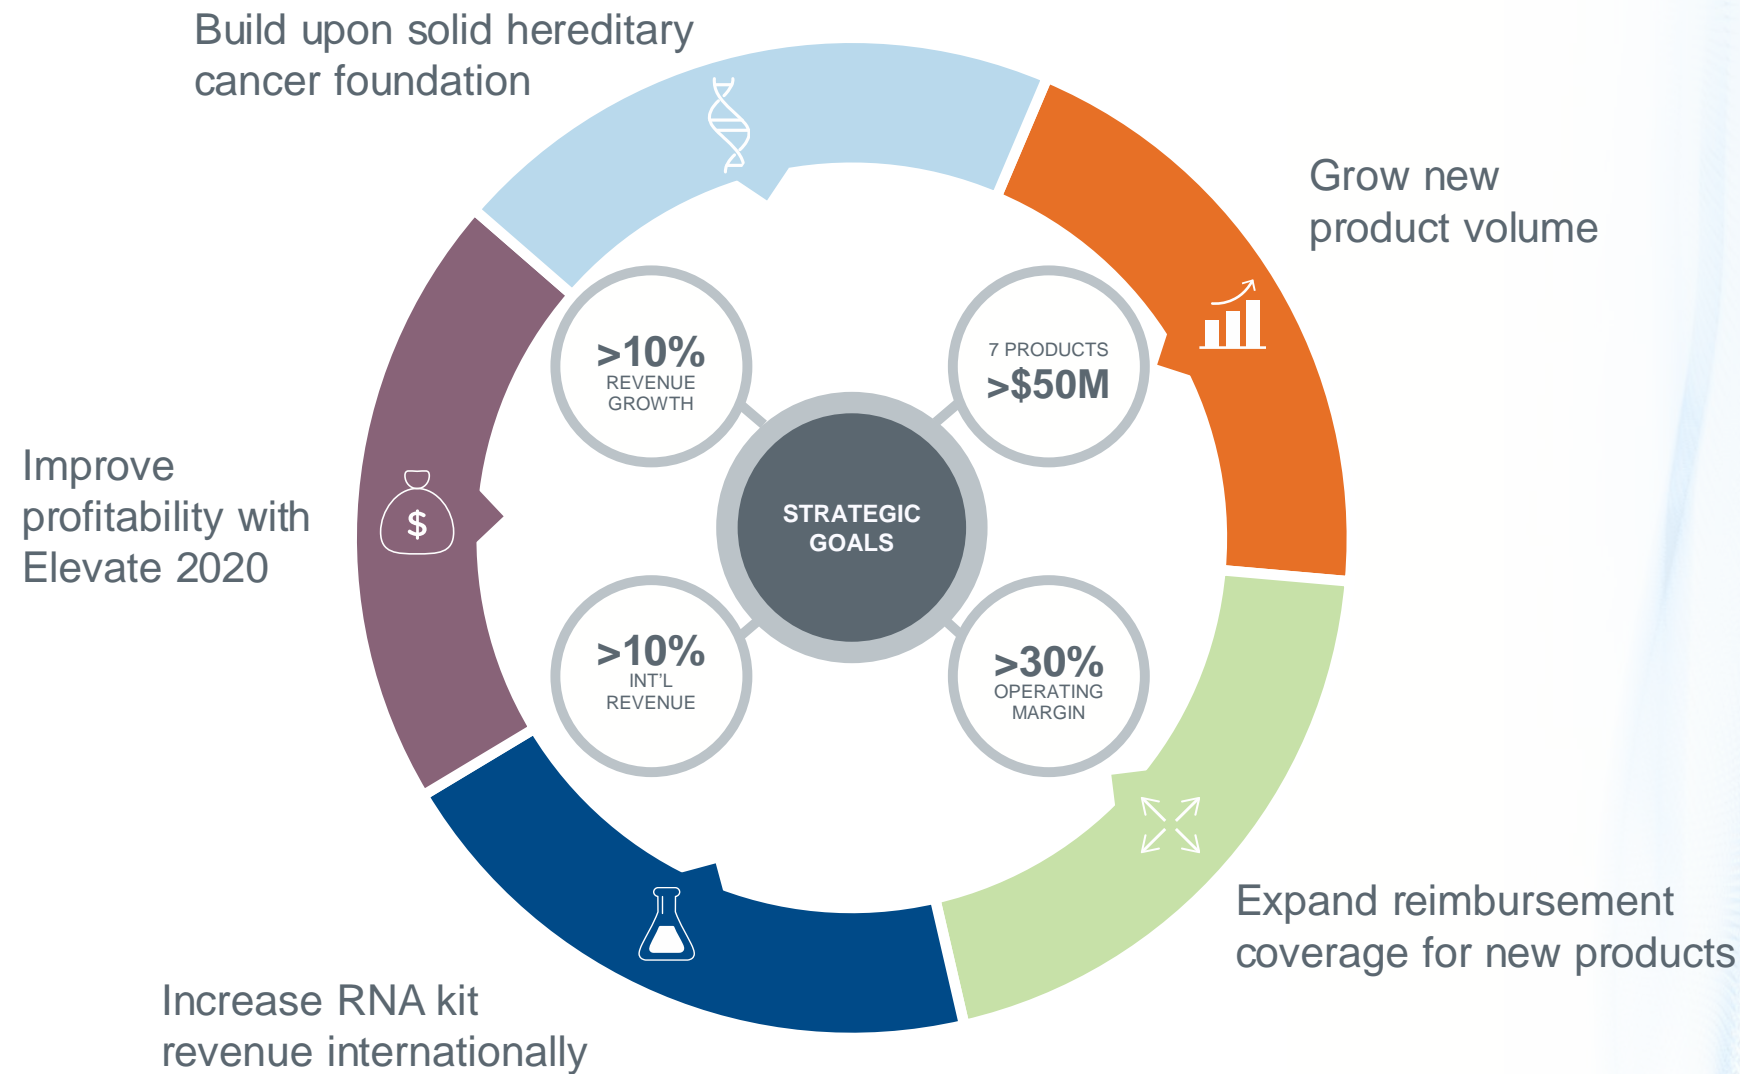 Build upon solid hereditary
cancer foundation
Grow new
product volume
>10%
REVENUE
GROWTH
7 PRODUCTS
>$50M
STRATEGIC
GOALS
Improve
profitability with
Elevate 2020
$
>10%
INT'L
REVENUE
>30%
OPERATING
MARGIN
Expand reimbursement
coverage for new products
Increase RNA kit
revenue internationally